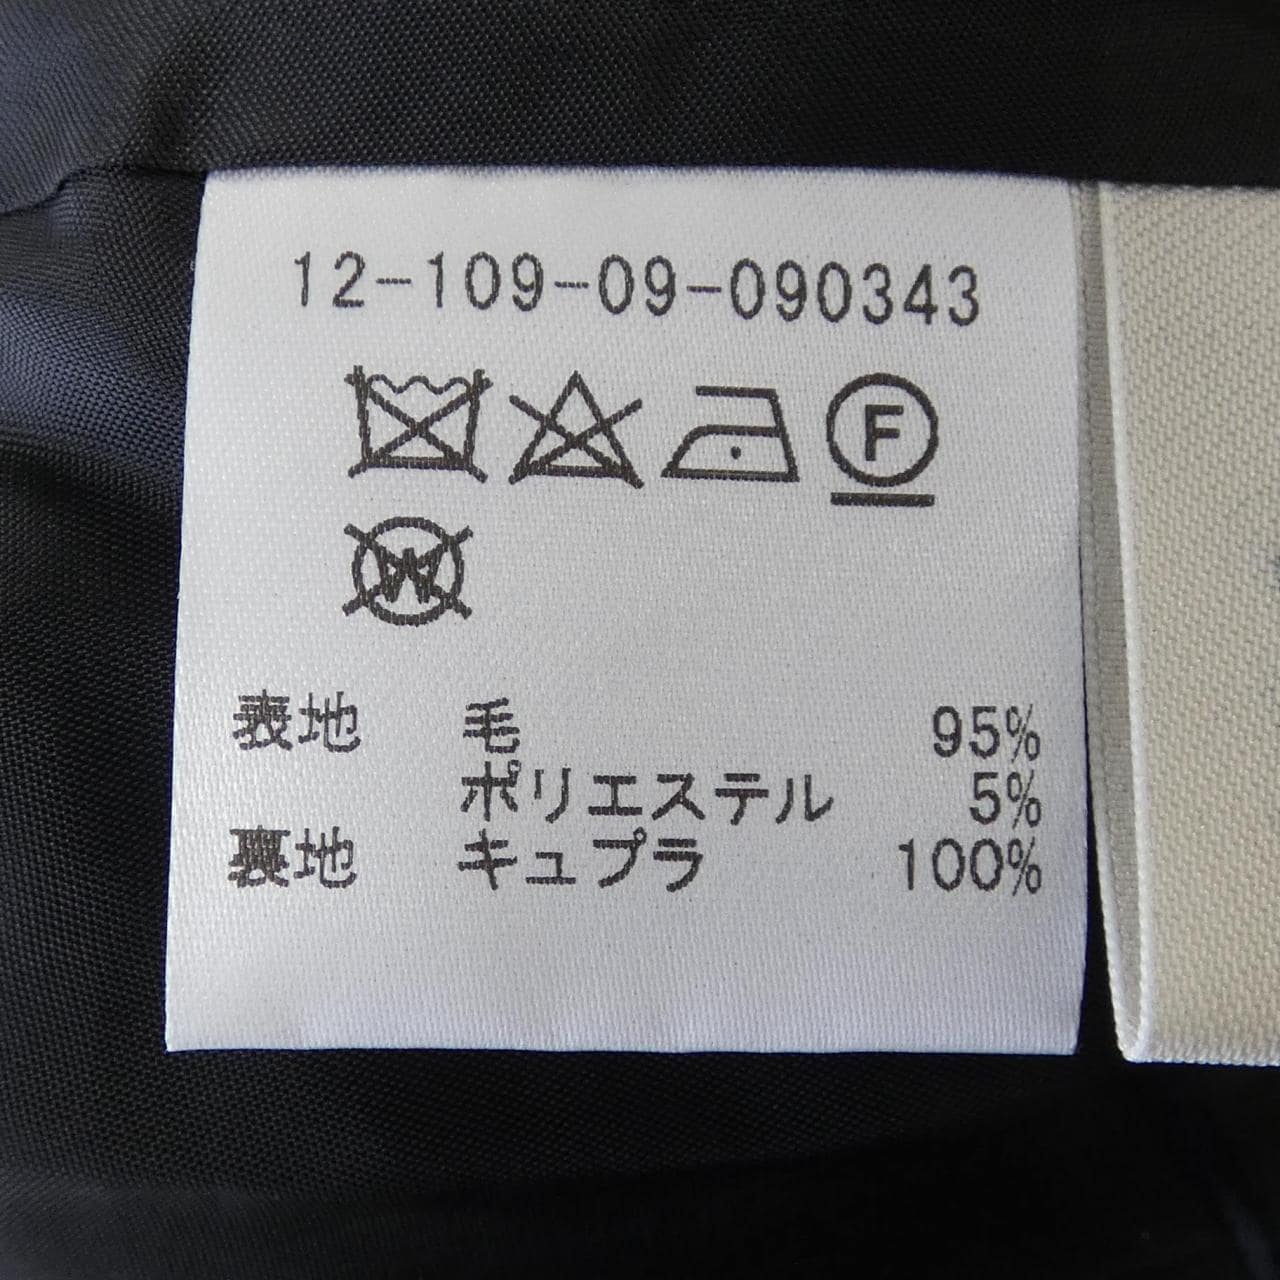 12-109-09-090343
F
W
表地 毛 95%
ポリエステル 5%
裏地 キュプラ 100%